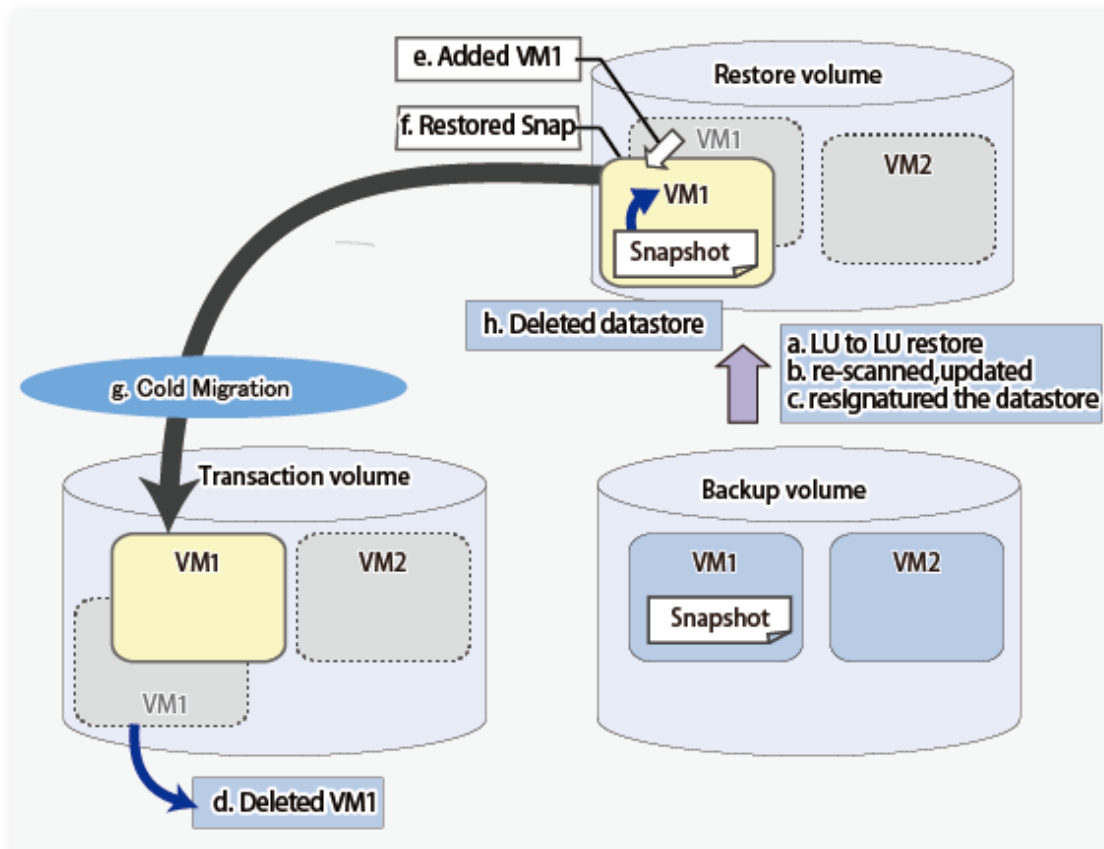 e. Added VM1
Restore volume
f. Restored Snap
VM1
VM2
VM1
Snapshot
h. Deleted datastore
a. LU to LU restore
b. re-scanned,updated
c. resignatured the datastore
g. Cold Migration
Transaction volume
Backup volume
VM1
VM2
VM1
VM2
Snapshot
VM1
d. Deleted VM1